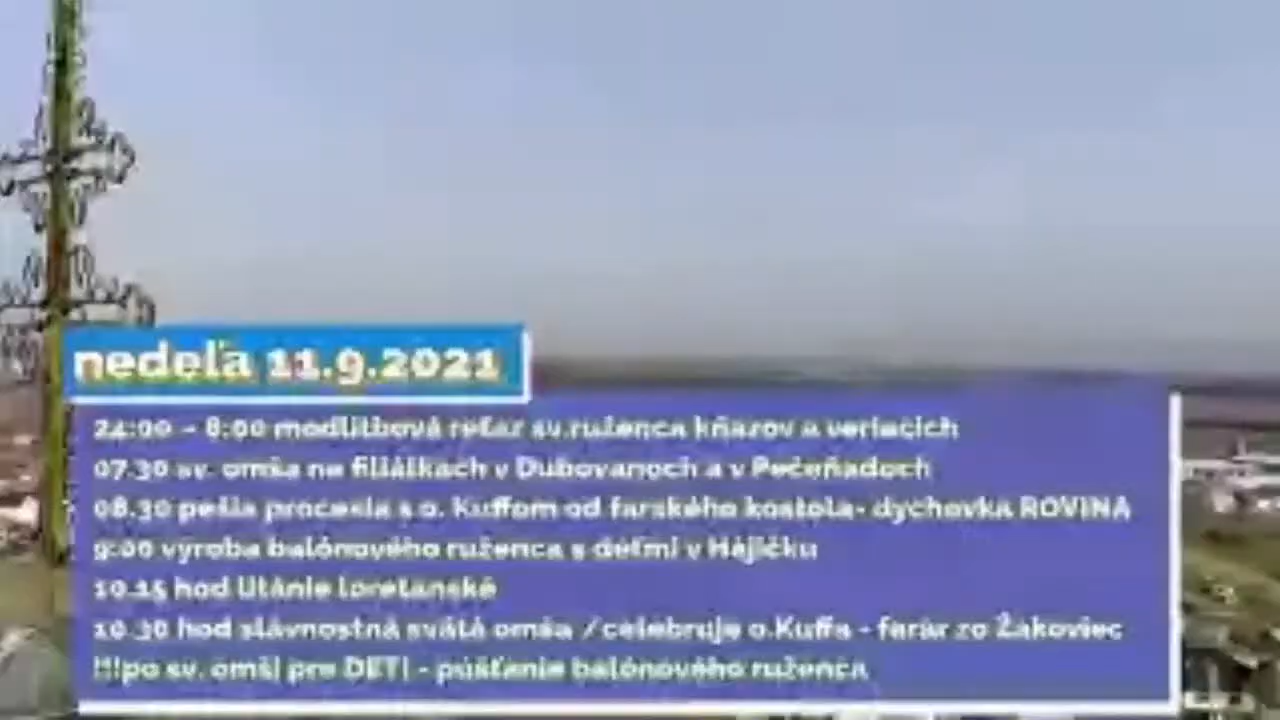 nedeľa 11.9.2021
24:00 - 8:00 modlitbová reťaz sv.ruženca kňazov a veriacich
07.30 sv. omša na filiálkach v Dubovanoch a v Pečeňadoch
08.30 pešia procesia s o. Kuffom od farského kostola- dychovka ROVINA
9:00 výroba balónového ruženca s deťmi v Hájíčku
10.15 hod litánie loretanské
10.30 hod slávnostná svätá omša /celebruje o.Kuffa - farár zo Žakoviec
!!!po sv. omši pre DETI - púšťanie balónového ruženca